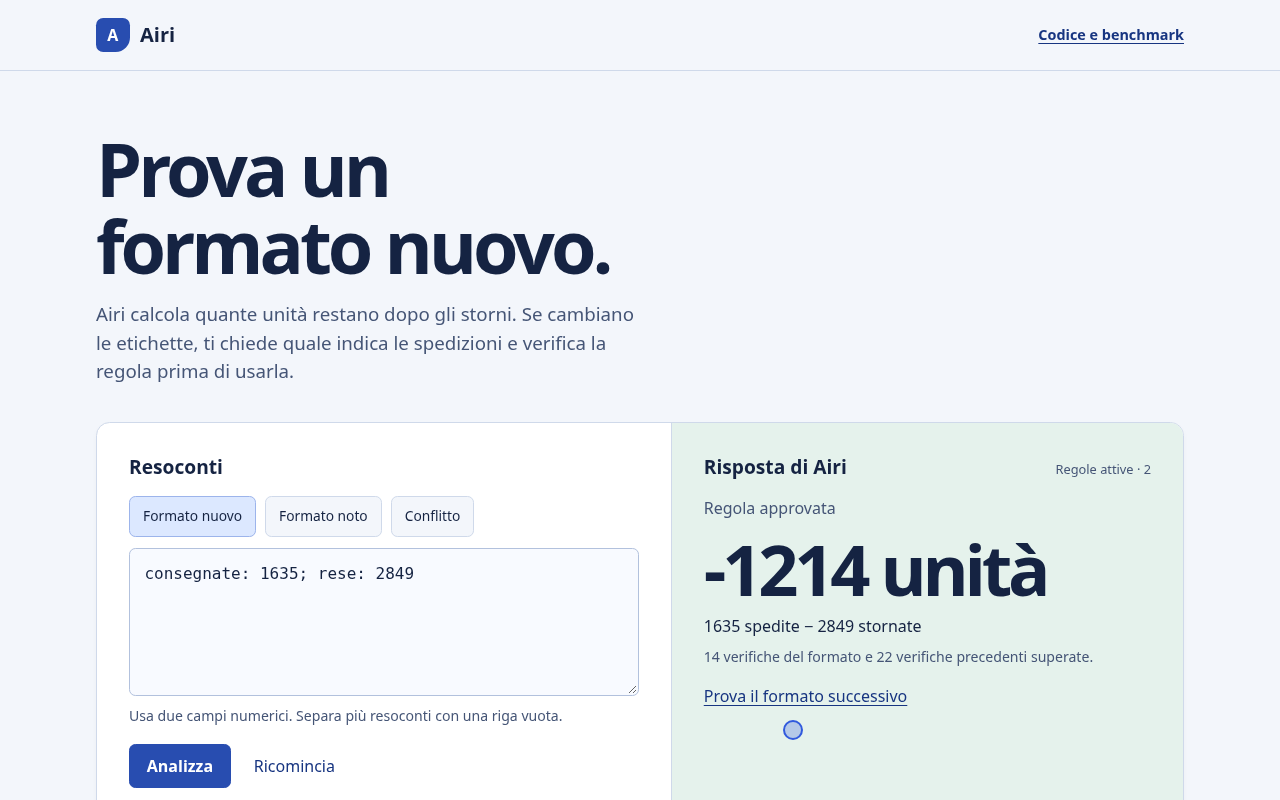 A
Airi
Codice e benchmark
Prova un
formato nuovo.
Airi calcola quante unità restano dopo gli storni. Se cambiano
le etichette, ti chiede quale indica le spedizioni e verifica la
regola prima di usarla.
Resoconti
Formato nuovo
Formato noto
Conflitto
consegnate: 1635; rese: 2849
Usa due campi numerici. Separa più resoconti con una riga vuota.
Analizza
Ricomincia
Risposta di Airi
Regole attive · 2
Regola approvata
-1214 unità
1635 spedite − 2849 stornate
14 verifiche del formato e 22 verifiche precedenti superate.
Prova il formato successivo